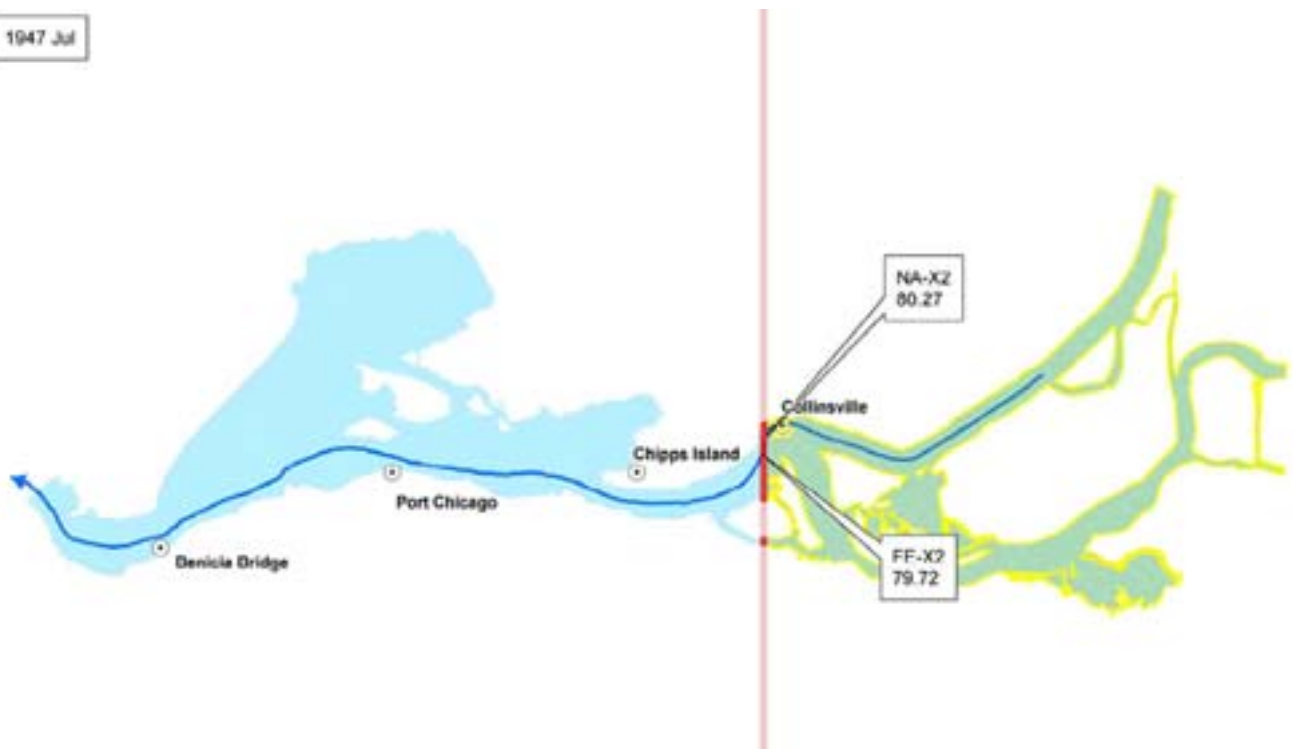 1947 Jul
NA-X2
80.27
Collinsville
Chipps Island
Port Chicago
Benicia Bridge
FF-X2
79.72